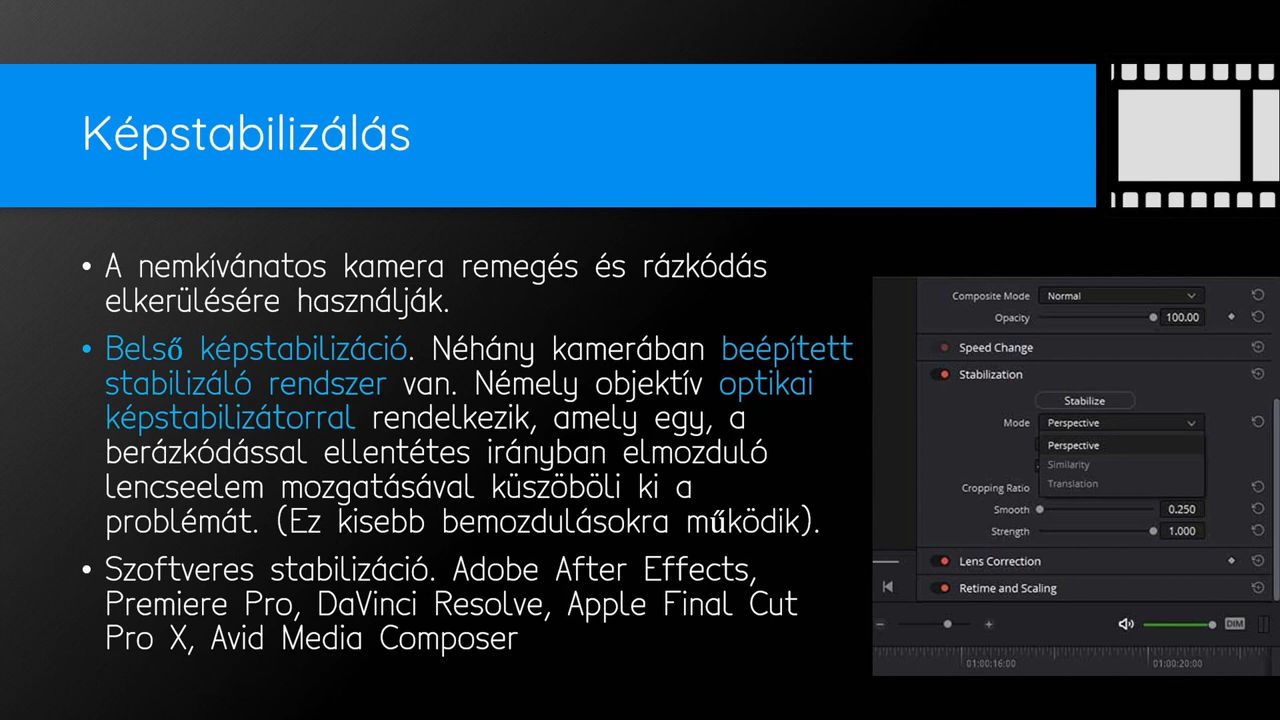 Képstabilizálás
• A nemkívánatos kamera remegés és rázkódás
elkerülésére használják.
• Belső képstabilizáció. Néhány kamerában beépített
stabilizáló rendszer van. Némely objektív optikai
képstabilizátorral rendelkezik, amely egy, a
berázkódással ellentétes irányban elmozduló
lencseelem mozgatásával küszöböli ki a
problémát. (Ez kisebb bemozdulásokra működik).
• Szoftveres stabilizáció. Adobe After Effects,
Premiere Pro, DaVinci Resolve, Apple Final Cut
Pro X, Avid Media Composer
Composite Mode Normal
Opacity 100.00
Speed Change
Stabilization
Stabilize
Mode Perspective
Perspective
Similarity
Translation
Cropping Ratio
Smooth 0.250
Strength 1.000
Lens Correction
Retime and Scaling
DIM
01:00:16:00 01:00:20:00